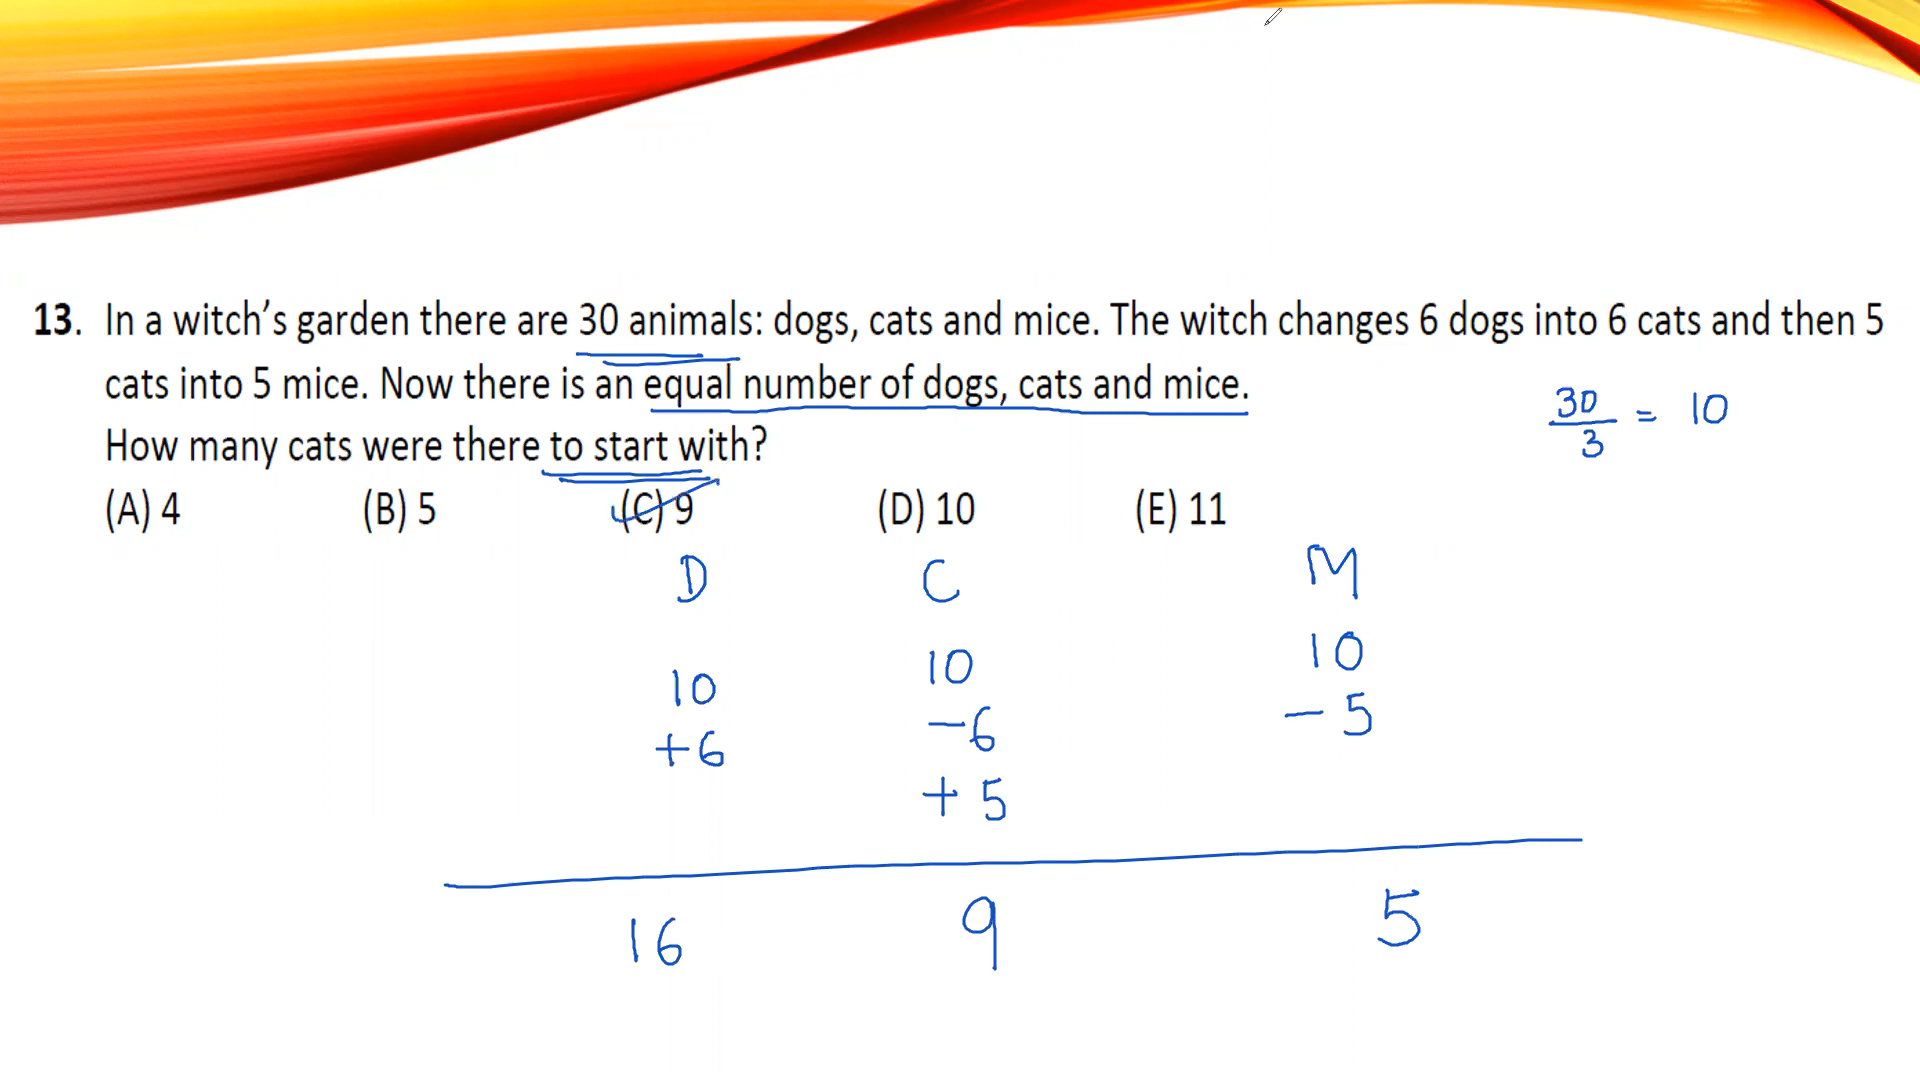 13. In a witch’s garden there are 30 animals: dogs, cats and mice. The witch changes 6 dogs into 6 cats and then 5
cats into 5 mice. Now there is an equal number of dogs, cats and mice.
30/3 = 10
How many cats were there to start with?
(A) 4 (B) 5 (C) 9 (D) 10 (E) 11
D C M
10 10 10
+6 -6 -5
+5
16 9 5